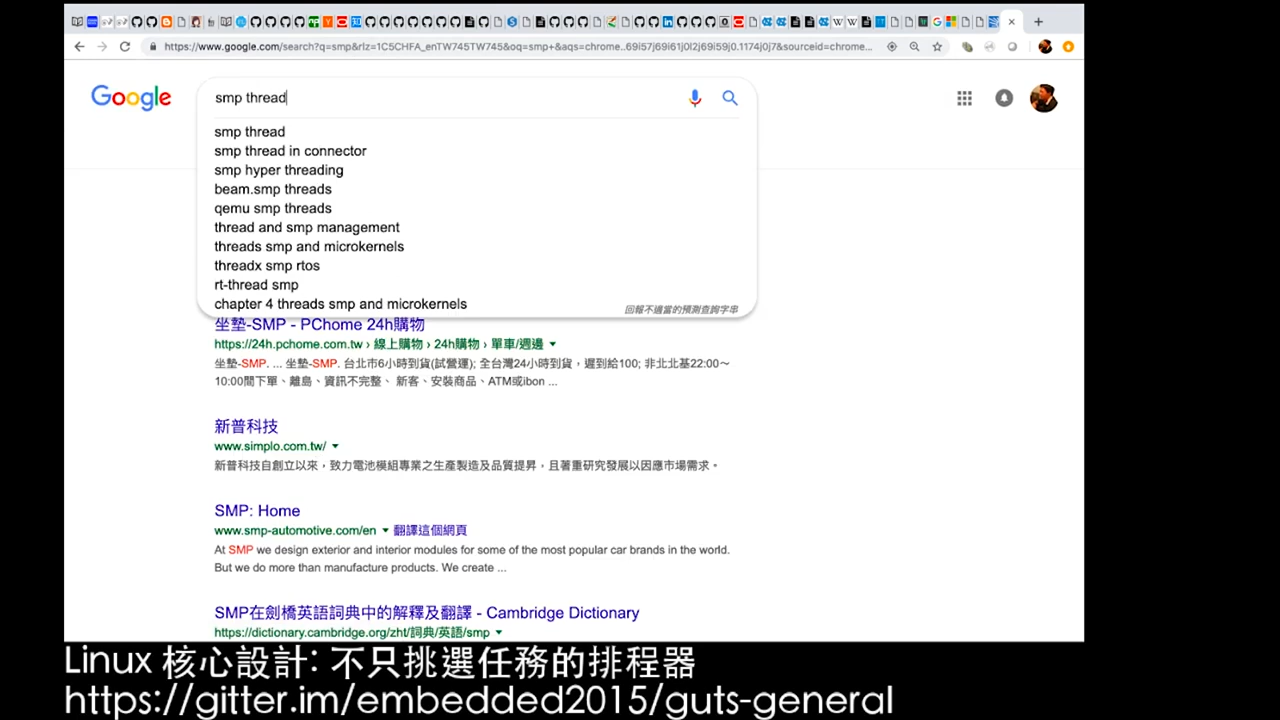 https://www.google.com/search?q=smp&rlz=1C5CHFA_enTW745TW745&oq=smp+&aqs=chrome..69i57j69i61j0l2j69i59j0.1174j0j7&sourceid=chrome...
Google
smp thread
smp thread
smp thread in connector
smp hyper threading
beam.smp threads
qemu smp threads
thread and smp management
threads smp and microkernels
threadx smp rtos
rt-thread smp
chapter 4 threads smp and microkernels
回報不適當的預測查詢字串
坐墊-SMP - PChome 24h購物
https://24h.pchome.com.tw › 線上購物 › 24h購物 › 單車/週邊
坐墊-SMP. ... 坐墊-SMP. 台北市6小時到貨(試營運); 全台灣24小時到貨，遲到給100; 非北北基22:00～
10:00間下單、離島、資訊不完整、 新客、安裝商品、ATM或ibon ...
新普科技
www.simplo.com.tw/
新普科技自創立以來，致力電池模組專業之生產製造及品質提昇，且著重研究發展以因應市場需求。
SMP: Home
www.smp-automotive.com/en 翻譯這個網頁
At SMP we design exterior and interior modules for some of the most popular car brands in the world.
But we do more than manufacture products. We create ...
SMP在劍橋英語詞典中的解釋及翻譯 - Cambridge Dictionary
https://dictionary.cambridge.org/zht/詞典/英語/smp
Linux 核心設計: 不只挑選任務的排程器
https://gitter.im/embedded2015/guts-general